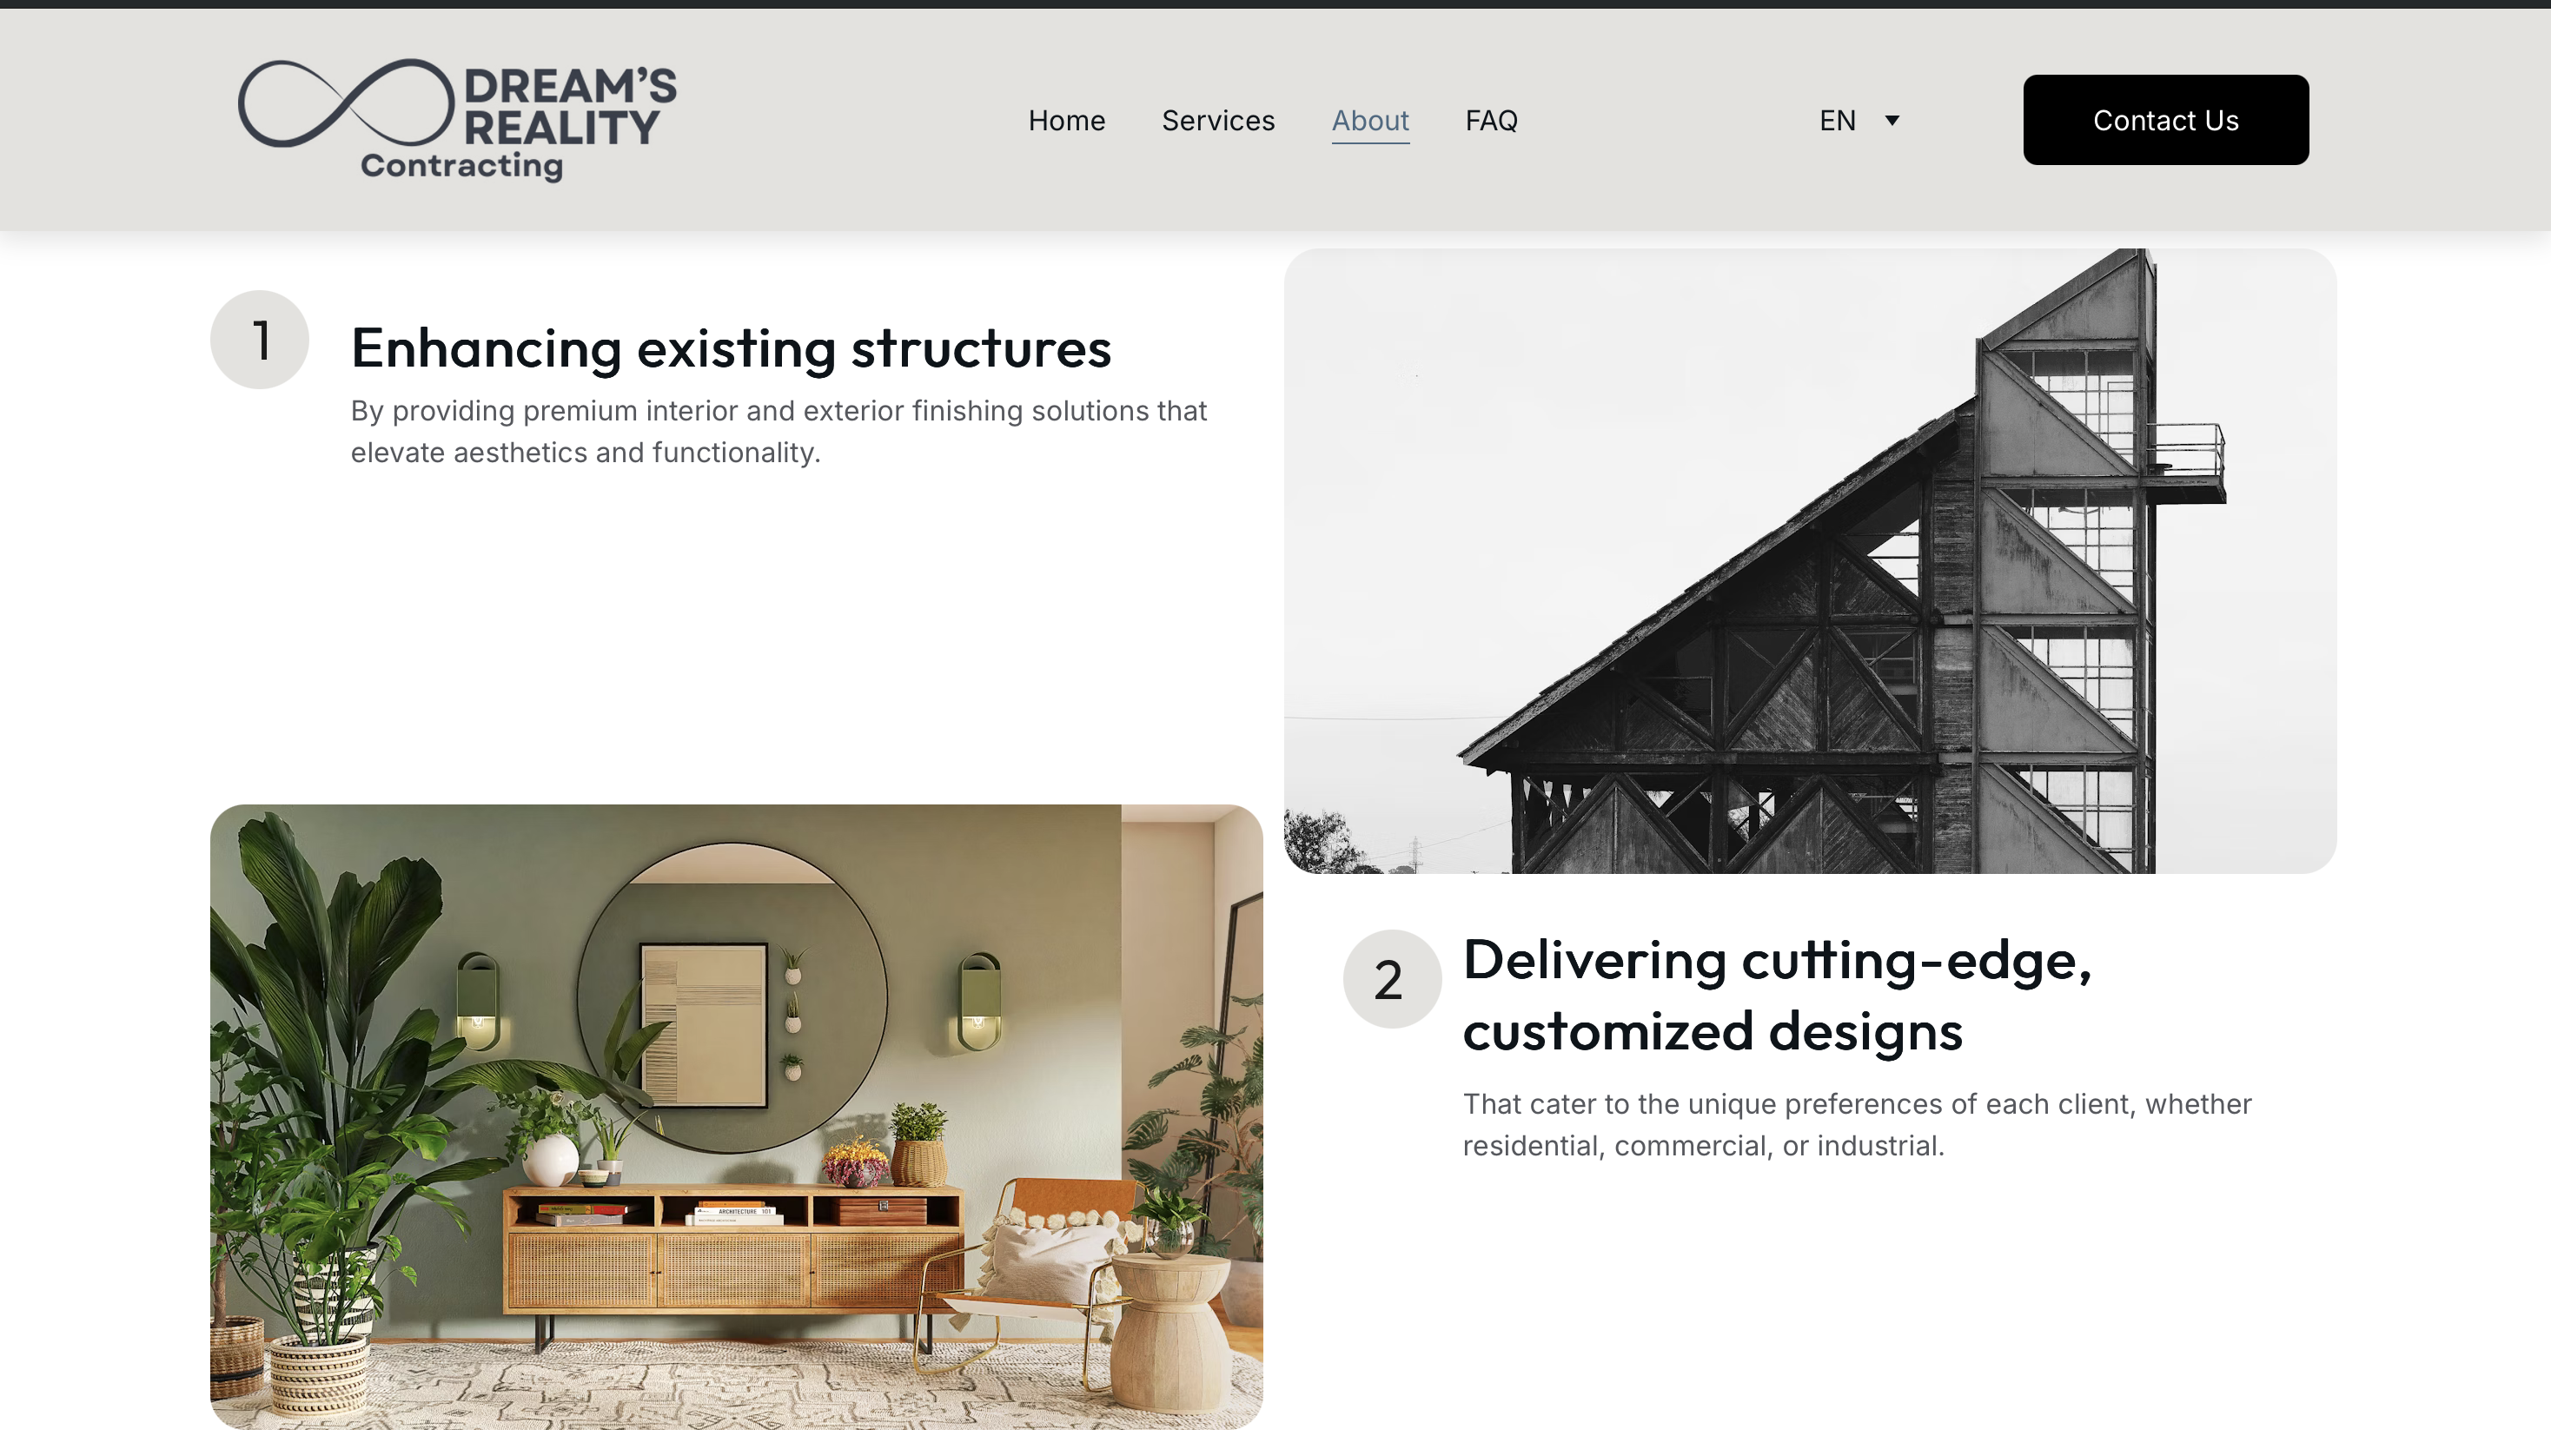 DREAM'S
REALITY
Contracting
Home
Services
About
FAQ
EN
Contact Us
1
Enhancing existing structures
By providing premium interior and exterior finishing solutions that
elevate aesthetics and functionality.
ARCHITECTURE 101
2
Delivering cutting-edge,
customized designs
That cater to the unique preferences of each client, whether
residential, commercial, or industrial.